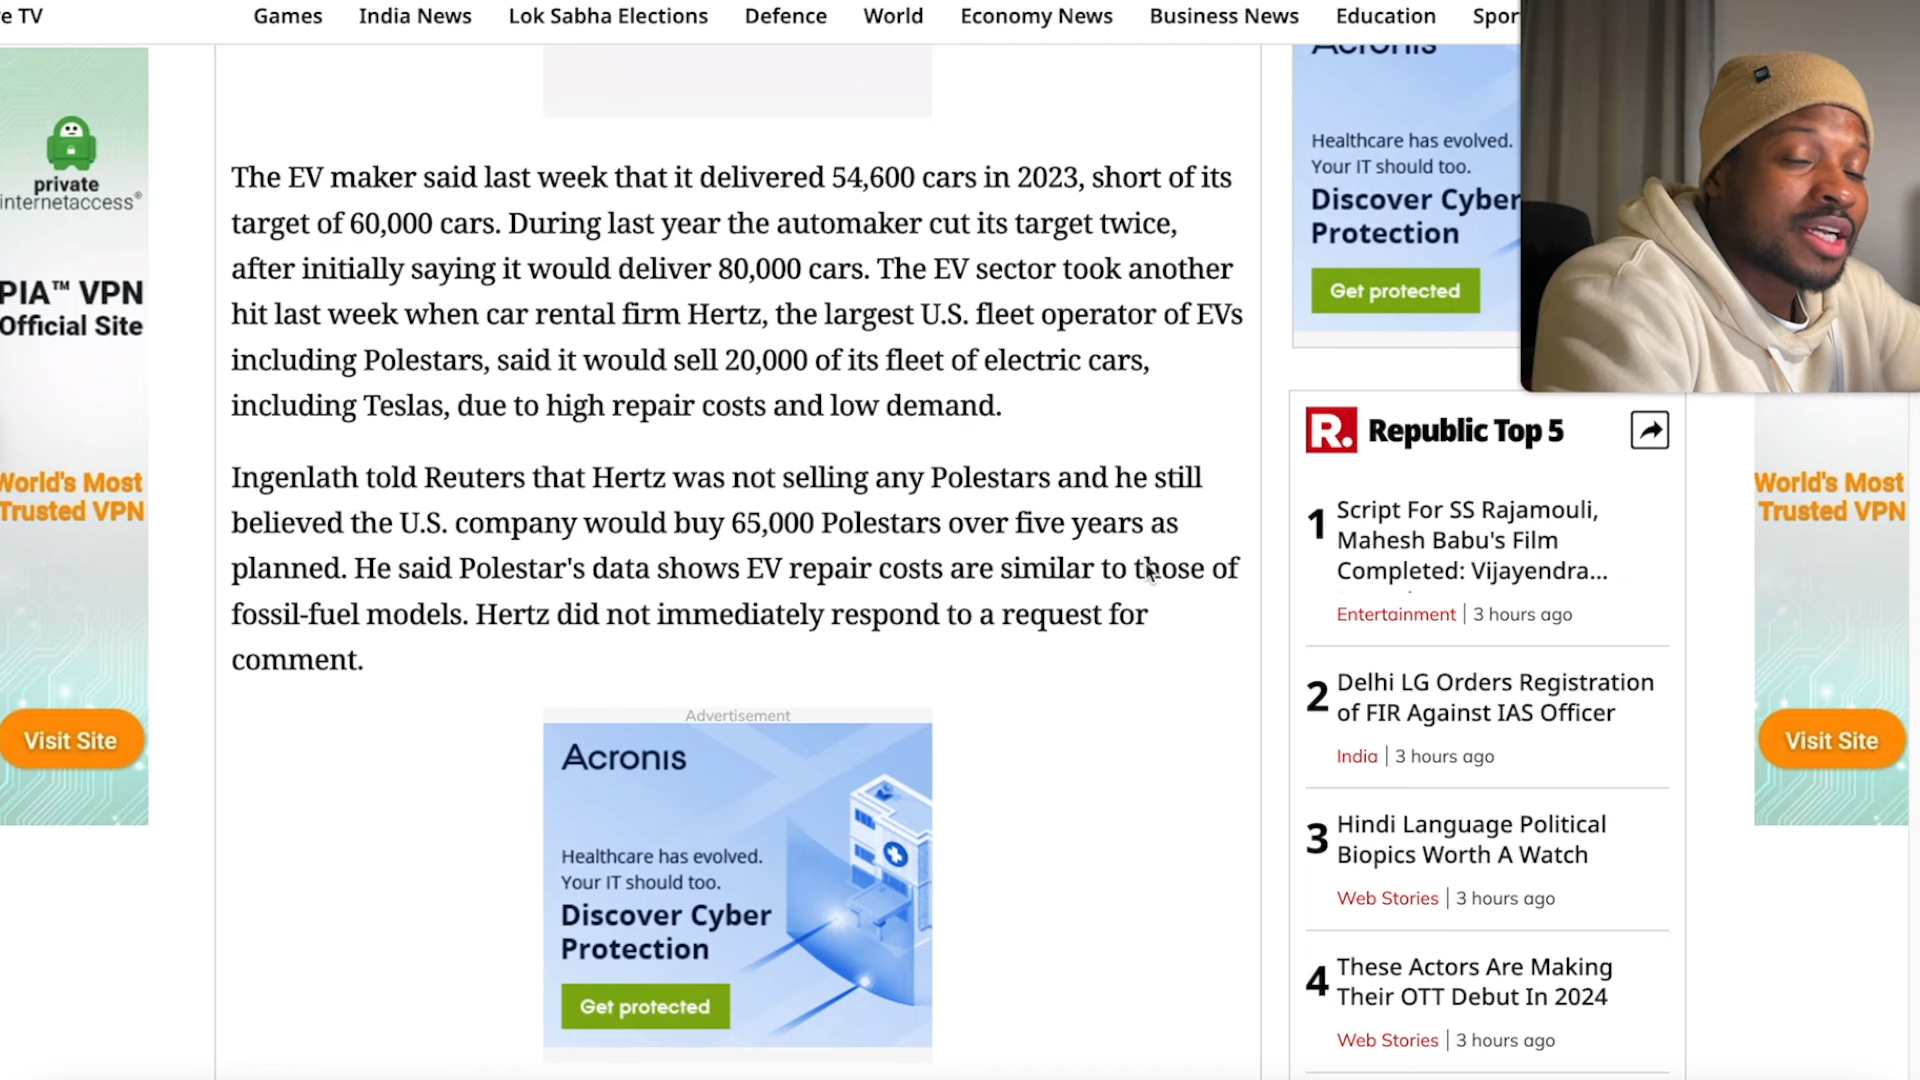 e TV
Games
India News
Lok Sabha Elections
Defence
World
Economy News
Business News
Education
Spor
private
internetaccess®
PIA™ VPN
Official Site
World's Most
Trusted VPN
Visit Site
The EV maker said last week that it delivered 54,600 cars in 2023, short of its
target of 60,000 cars. During last year the automaker cut its target twice,
after initially saying it would deliver 80,000 cars. The EV sector took another
hit last week when car rental firm Hertz, the largest U.S. fleet operator of EVs
including Polestars, said it would sell 20,000 of its fleet of electric cars,
including Teslas, due to high repair costs and low demand.
Ingenlath told Reuters that Hertz was not selling any Polestars and he still
believed the U.S. company would buy 65,000 Polestars over five years as
planned. He said Polestar's data shows EV repair costs are similar to those of
fossil-fuel models. Hertz did not immediately respond to a request for
comment.
Advertisement
Acronis
Healthcare has evolved.
Your IT should too.
Discover Cyber
Protection
Get protected
Acronis
Healthcare has evolved.
Your IT should too.
Discover Cyber
Protection
Get protected
R. Republic Top 5
1 Script For SS Rajamouli,
Mahesh Babu's Film
Completed: Vijayendra...
Entertainment | 3 hours ago
2 Delhi LG Orders Registration
of FIR Against IAS Officer
India | 3 hours ago
3 Hindi Language Political
Biopics Worth A Watch
Web Stories | 3 hours ago
4 These Actors Are Making
Their OTT Debut In 2024
Web Stories | 3 hours ago
World's Most
Trusted VPN
Visit Site